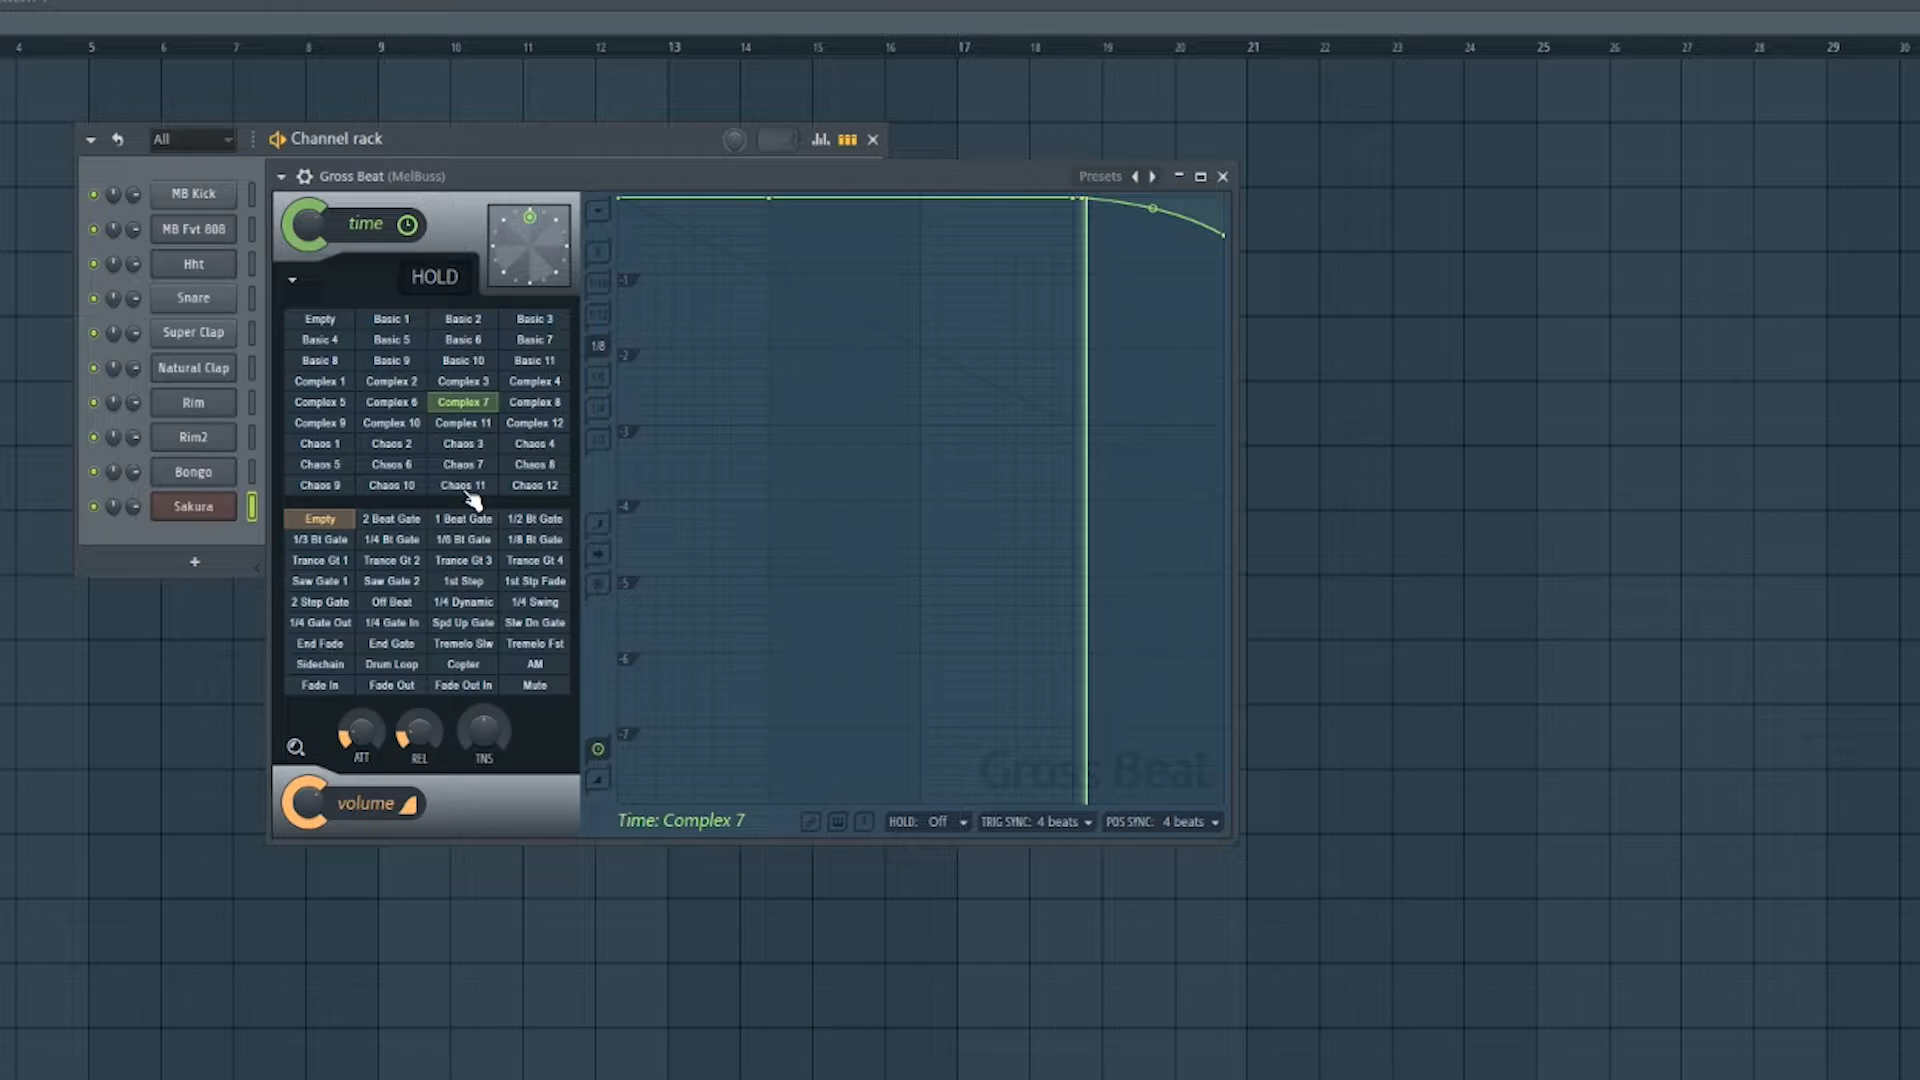 4 5 6 7 8 9 10 11 12 13 14 15 16 17 18 19 20 21 22 23 24 25 26 27 28 29 30
All Channel rack
Gross Beat (MelBuss) Presets
MB Kick
MB Fvt 808
Hht
Snare
Super Clap
Natural Clap
Rim
Rim2
Bongo
Sakura
+
time
HOLD
Empty Basic 1 Basic 2 Basic 3
Basic 4 Basic 5 Basic 6 Basic 7
Basic 8 Basic 9 Basic 10 Basic 11
Complex 1 Complex 2 Complex 3 Complex 4
Complex 5 Complex 6 Complex 7 Complex 8
Complex 9 Complex 10 Complex 11 Complex 12
Chaos 1 Chaos 2 Chaos 3 Chaos 4
Chaos 5 Chaos 6 Chaos 7 Chaos 8
Chaos 9 Chaos 10 Chaos 11 Chaos 12
Empty 2 Beat Gate 1 Beat Gate 1/2 Bt Gate
1/3 Bt Gate 1/4 Bt Gate 1/6 Bt Gate 1/8 Bt Gate
Trance Gt 1 Trance Gt 2 Trance Gt 3 Trance Gt 4
Saw Gate 1 Saw Gate 2 1st Step 1st Stp Fade
2 Step Gate Off Beat 1/4 Dynamic 1/4 Swing
1/4 Gate Out 1/4 Gate In Spd Up Gate Slw Dn Gate
End Fade End Gate Tremelo Slw Tremelo Fst
Sidechain Drum Loop Copter AM
Fade In Fade Out Fade Out In Mute
ATT REL TNS
volume
1/8
-1
-2
-3
-4
-5
-6
-7
Gross Beat
Time: Complex 7 HOLD: Off TRIG SYNC: 4 beats POS SYNC: 4 beats